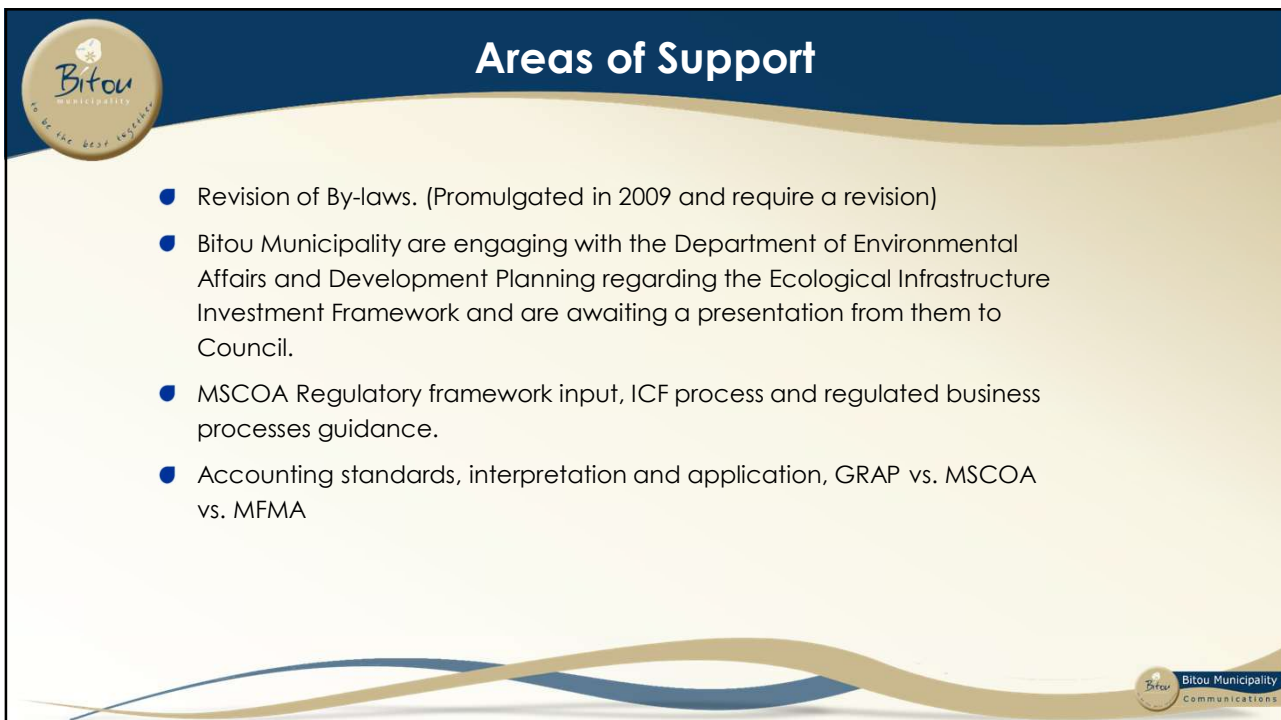 Areas of Support
Bitou
municipality
to be the best together
Revision of By-laws. (Promulgated in 2009 and require a revision)
Bitou Municipality are engaging with the Department of Environmental
Affairs and Development Planning regarding the Ecological Infrastructure
Investment Framework and are awaiting a presentation from them to
Council.
MSCOA Regulatory framework input, ICF process and regulated business
processes guidance.
Accounting standards, interpretation and application, GRAP vs. MSCOA
vs. MFMA
Bitou
Bitou Municipality
Communications